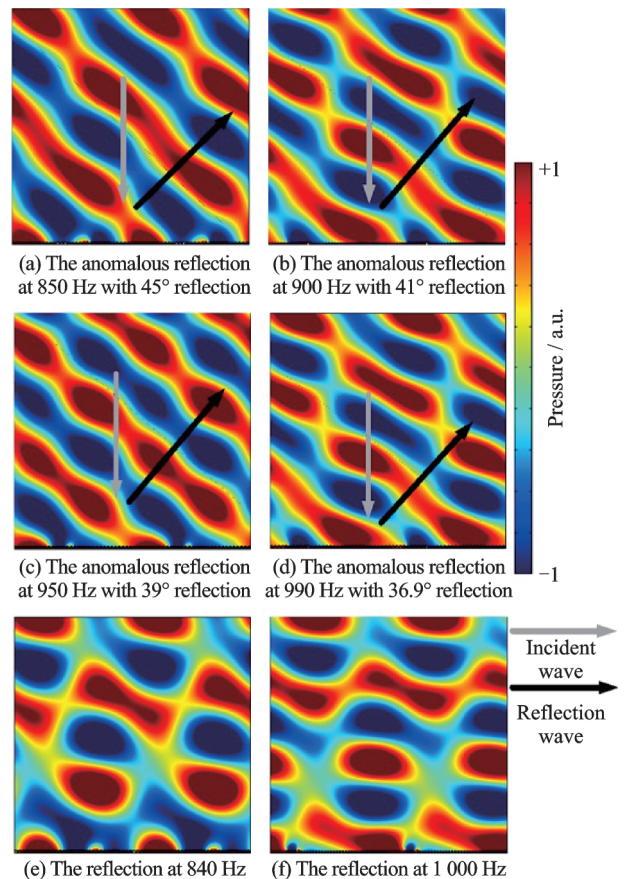 (a) The anomalous reflection
at 850 Hz with 45° reflection
(b) The anomalous reflection
at 900 Hz with 41° reflection
+1
Pressure / a.u.
−1
(c) The anomalous reflection
at 950 Hz with 39° reflection
(d) The anomalous reflection
at 990 Hz with 36.9° reflection
Incident
wave
Reflection
wave
(e) The reflection at 840 Hz
(f) The reflection at 1 000 Hz